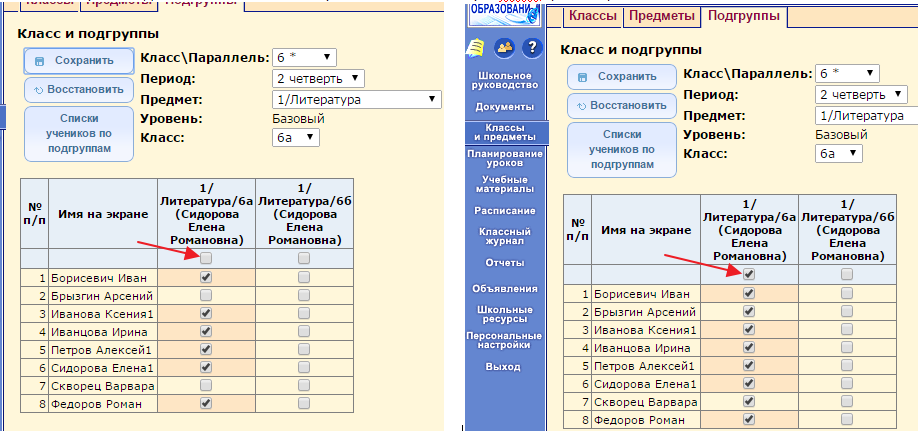 Классы Предметы Подгруппы
Класс и подгруппы
Сохранить
Восстановить
Списки
учеников по
подгруппам
Класс\Параллель: 6 *
Период: 2 четверть
Предмет: 1/Литература
Уровень: Базовый
Класс: 6а
№
п/п
Имя на экране
1/
Литература/6а
(Сидорова
Елена
Романовна)
1/
Литература/6б
(Сидорова
Елена
Романовна)
1 Борисевич Иван
2 Брызгин Арсений
3 Иванова Ксения1
4 Иванцова Ирина
5 Петров Алексей1
6 Сидорова Елена1
7 Скворец Варвара
8 Федоров Роман
ОБРАЗОВАНИ
?
Школьное
руководство
Документы
Классы
и предметы
Планирование
уроков
Учебные
материалы
Расписание
Классный
журнал
Отчеты
Объявления
Школьные
ресурсы
Персональные
настройки
Выход
Классы Предметы Подгруппы
Класс и подгруппы
Сохранить
Восстановить
Списки
учеников по
подгруппам
Класс\Параллель: 6 *
Период: 2 четверть
Предмет: 1/Литература
Уровень: Базовый
Класс: 6а
№
п/п
Имя на экране
1/
Литература/6а
(Сидорова
Елена
Романовна)
1/
Литература/6б
(Сидорова
Елена
Романовна)
1 Борисевич Иван
2 Брызгин Арсений
3 Иванова Ксения1
4 Иванцова Ирина
5 Петров Алексей1
6 Сидорова Елена1
7 Скворец Варвара
8 Федоров Роман